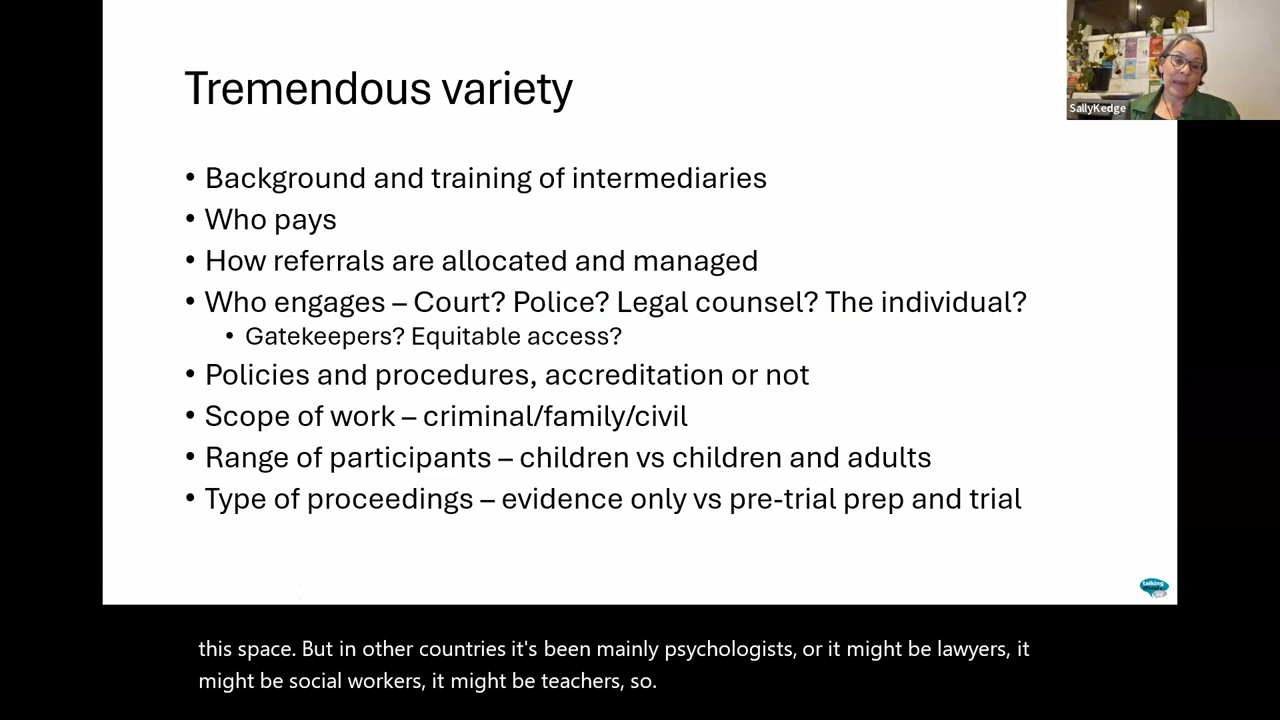 Tremendous variety
SallyKedge
• Background and training of intermediaries
• Who pays
• How referrals are allocated and managed
• Who engages – Court? Police? Legal counsel? The individual?
• Gatekeepers? Equitable access?
• Policies and procedures, accreditation or not
• Scope of work – criminal/family/civil
• Range of participants – children vs children and adults
• Type of proceedings – evidence only vs pre-trial prep and trial
talking
this space. But in other countries it's been mainly psychologists, or it might be lawyers, it
might be social workers, it might be teachers, so.